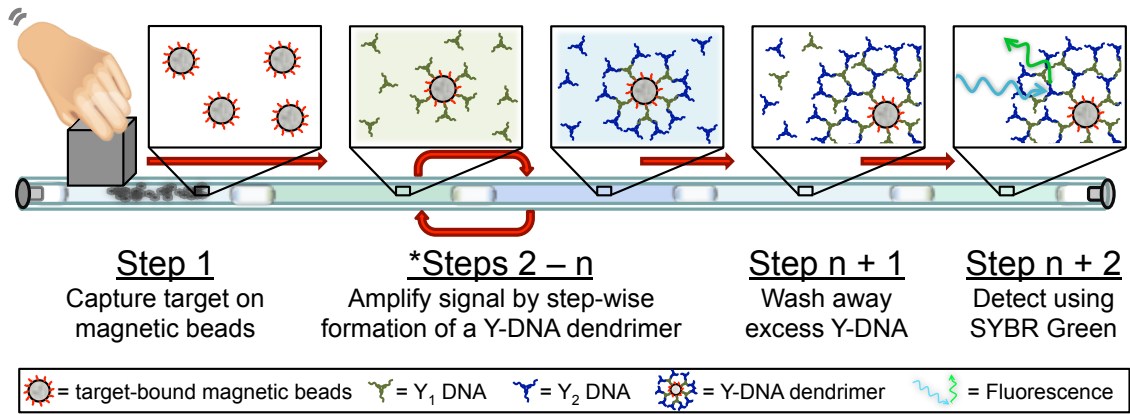 Step 1
Capture target on
magnetic beads
*Steps 2 – n
Amplify signal by step-wise
formation of a Y-DNA dendrimer
Step n + 1
Wash away
excess Y-DNA
Step n + 2
Detect using
SYBR Green
= target-bound magnetic beads
= Y₁ DNA
= Y₂ DNA
= Y-DNA dendrimer
= Fluorescence